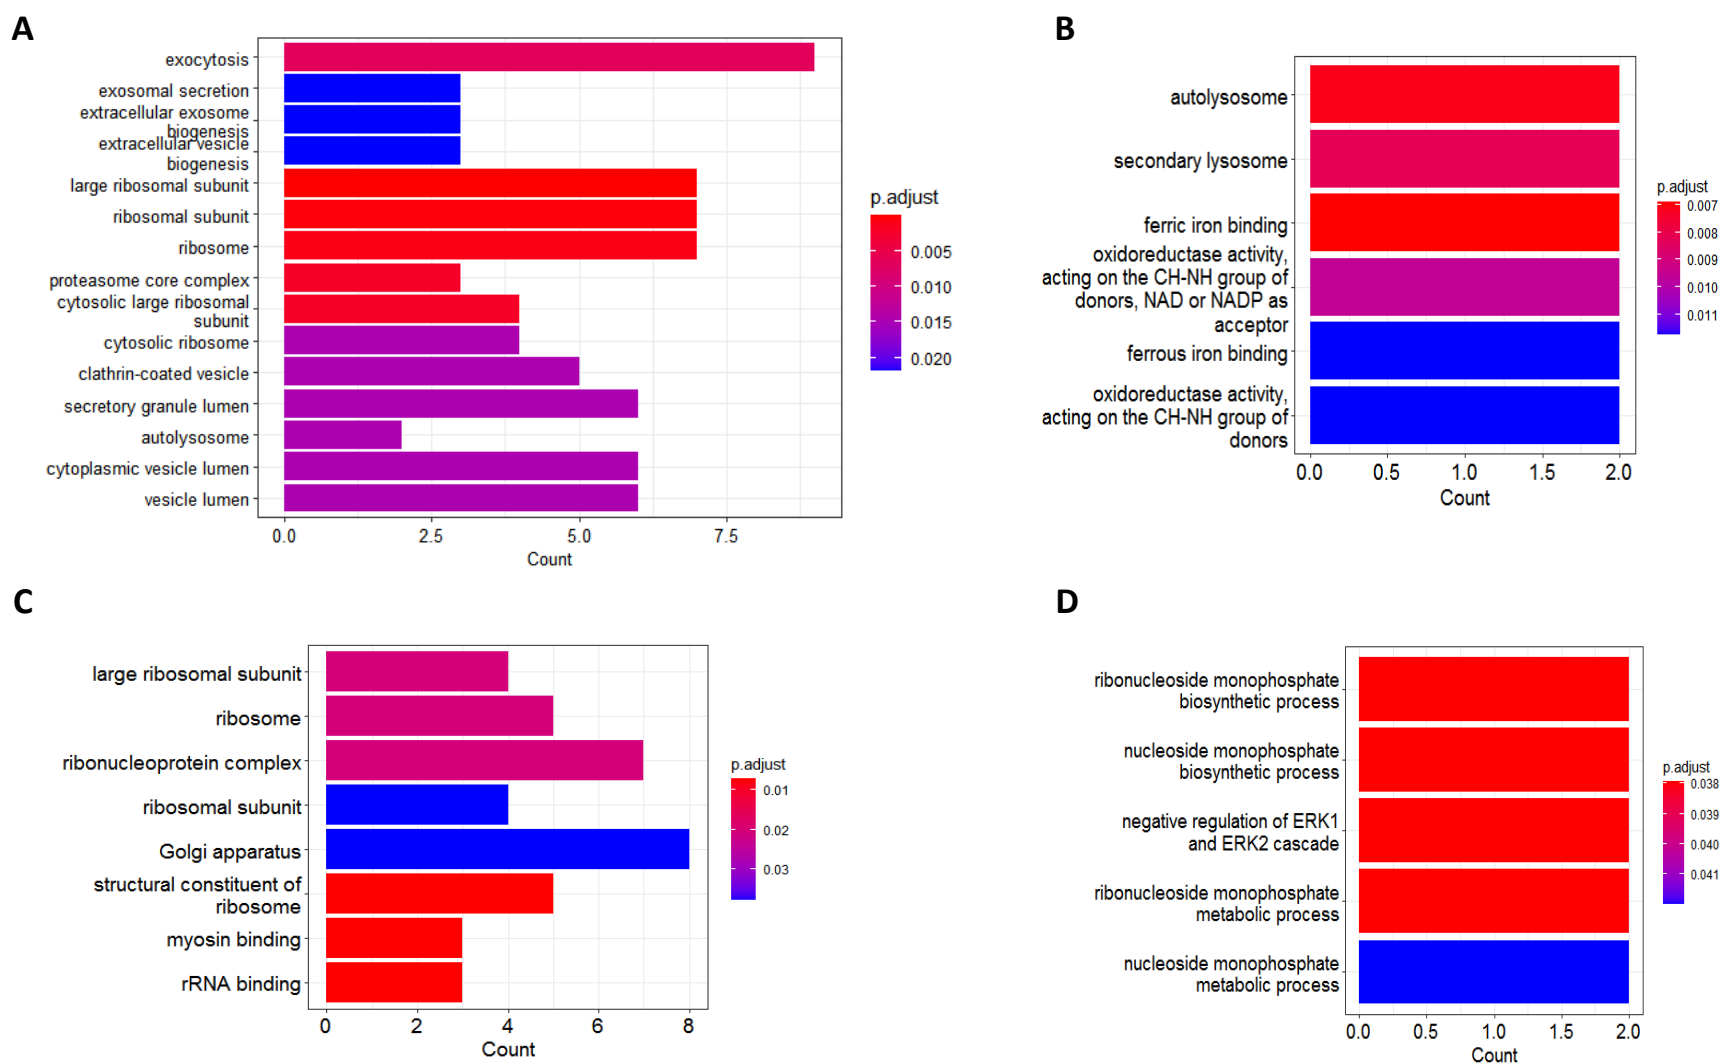 A
exocytosis
exosomal secretion
extracellular exosome
biogenesis
extracellular vesicle
biogenesis
large ribosomal subunit
ribosomal subunit
ribosome
proteasome core complex
cytosolic large ribosomal
subunit
cytosolic ribosome
clathrin-coated vesicle
secretory granule lumen
autolysosome
cytoplasmic vesicle lumen
vesicle lumen
0.0 2.5 5.0 7.5
Count
p.adjust
0.005
0.010
0.015
0.020
B
autolysosome
secondary lysosome
ferric iron binding
oxidoreductase activity,
acting on the CH-NH group of
donors, NAD or NADP as
acceptor
ferrous iron binding
oxidoreductase activity,
acting on the CH-NH group of
donors
0.0 0.5 1.0 1.5 2.0
Count
p.adjust
0.007
0.008
0.009
0.010
0.011
C
large ribosomal subunit
ribosome
ribonucleoprotein complex
ribosomal subunit
Golgi apparatus
structural constituent of
ribosome
myosin binding
rRNA binding
0 2 4 6 8
Count
p.adjust
0.01
0.02
0.03
D
ribonucleoside monophosphate
biosynthetic process
nucleoside monophosphate
biosynthetic process
negative regulation of ERK1
and ERK2 cascade
ribonucleoside monophosphate
metabolic process
nucleoside monophosphate
metabolic process
0.0 0.5 1.0 1.5 2.0
Count
p.adjust
0.038
0.039
0.040
0.041